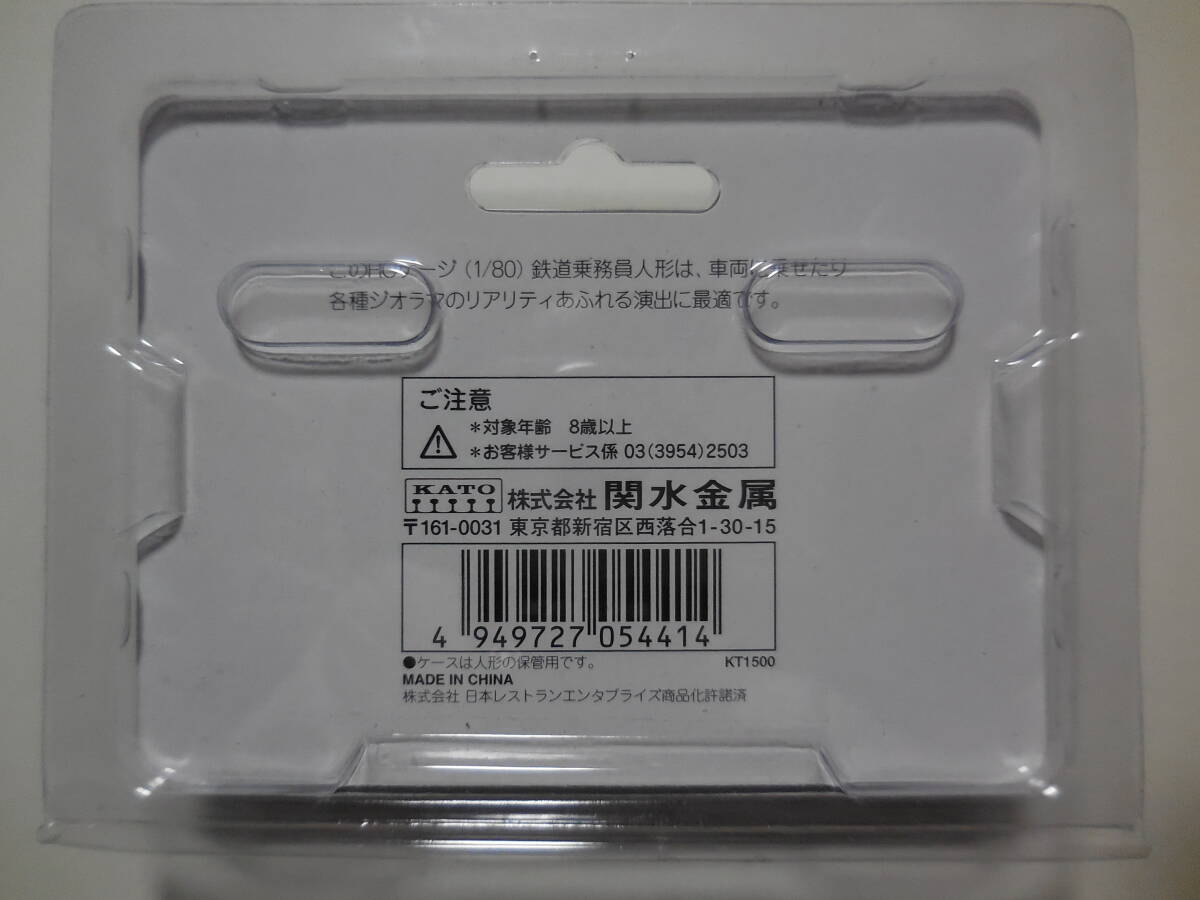 このHOゲージ (1/80) 鉄道乗務員人形は、車両に乗せたり
各種ジオラマのリアリティあふれる演出に最適です。
ご注意
*対象年齢 8歳以上
*お客様サービス係 03(3954)2503
KATO 株式会社 関水金属
〒161-0031 東京都新宿区西落合1-30-15
4 949727 054414
●ケースは人形の保管用です。 KT1500
MADE IN CHINA
株式会社 日本レストランエンタプライズ商品化許諾済